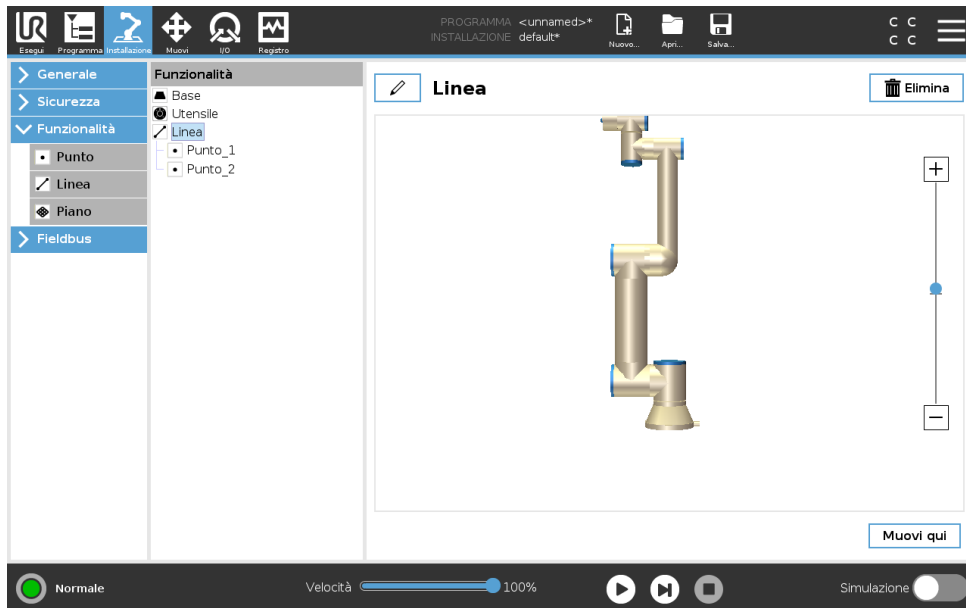 PROGRAMMA <unnamed>*
INSTALLAZIONE default*
UR
Esegui Programma Installazione Muovi I/O Registro
Nuovo... Apri... Salva...
C C
C C
Generale
Sicurezza
Funzionalità
Punto
Linea
Piano
Fieldbus
Funzionalità
Base
Utensile
Linea
Punto_1
Punto_2
Linea
Elimina
Muovi qui
Normale
Velocità 100%
Simulazione